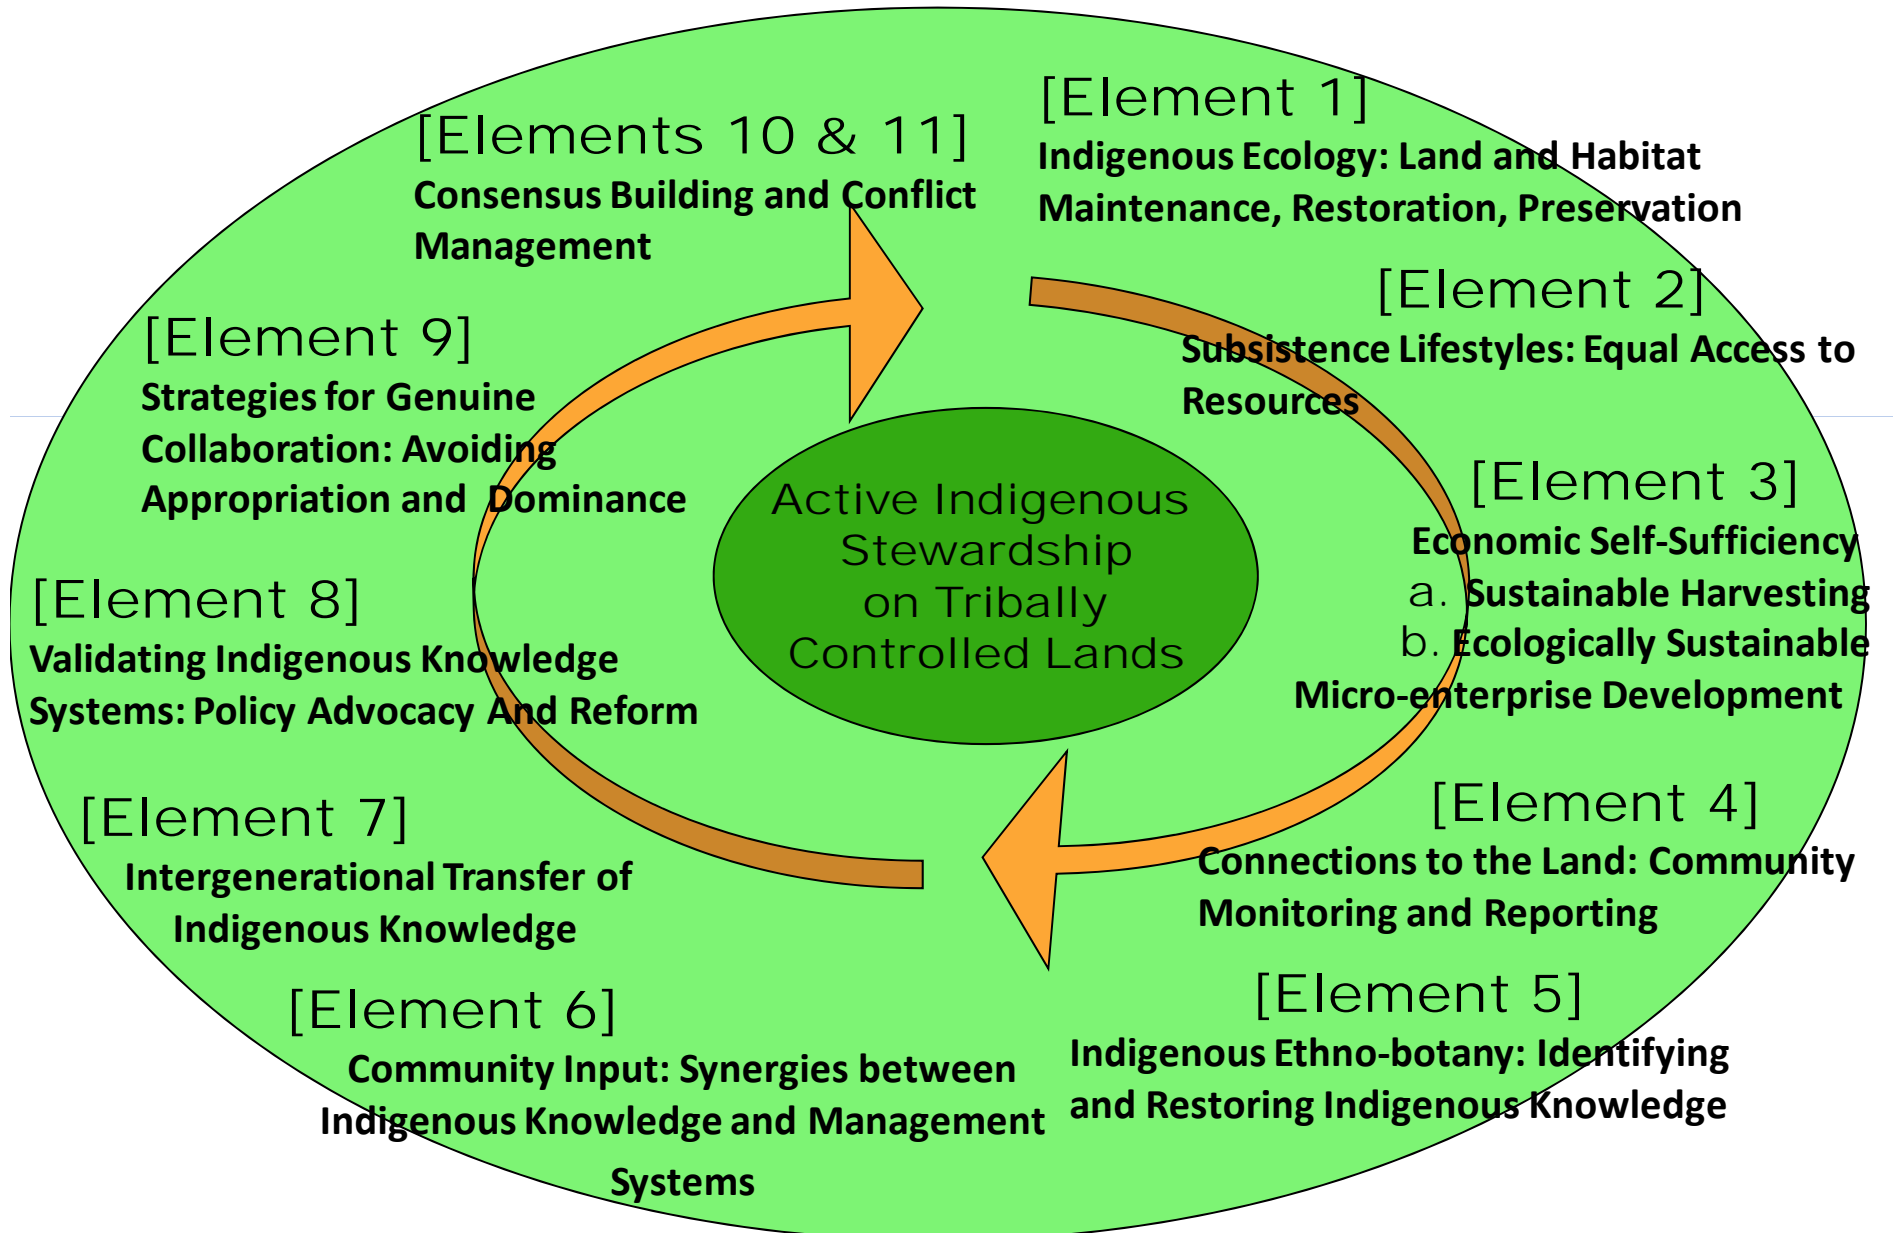 [Element 1]
Indigenous Ecology: Land and Habitat
Maintenance, Restoration, Preservation
[Element 2]
Subsistence Lifestyles: Equal Access to
Resources
[Element 3]
Economic Self-Sufficiency
a. Sustainable Harvesting
b. Ecologically Sustainable
Micro-enterprise Development
[Element 4]
Connections to the Land: Community
Monitoring and Reporting
[Element 5]
Indigenous Ethno-botany: Identifying
and Restoring Indigenous Knowledge
[Element 6]
Community Input: Synergies between
Indigenous Knowledge and Management
Systems
[Element 7]
Intergenerational Transfer of
Indigenous Knowledge
[Element 8]
Validating Indigenous Knowledge
Systems: Policy Advocacy And Reform
[Element 9]
Strategies for Genuine
Collaboration: Avoiding
Appropriation and Dominance
[Elements 10 & 11]
Consensus Building and Conflict
Management
Active Indigenous
Stewardship
on Tribally
Controlled Lands